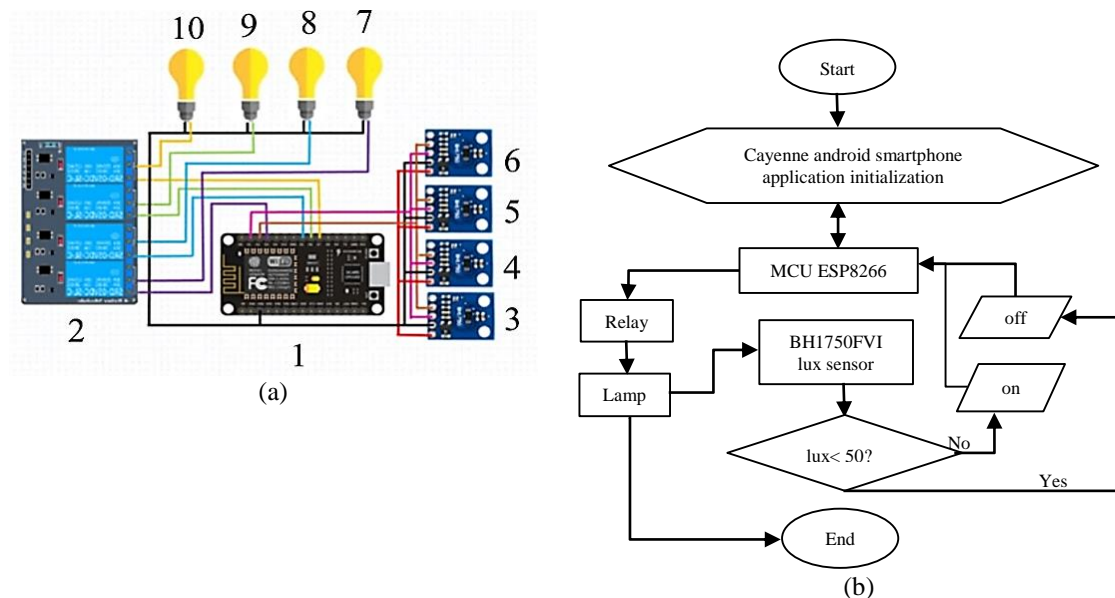 10
9
8
7
6
5
4
3
2
1
FC
(a)
Start
Cayenne android smartphone
application initialization
MCU ESP8266
Relay
BH1750FVI
lux sensor
off
on
Lamp
lux< 50?
No
Yes
End
(b)